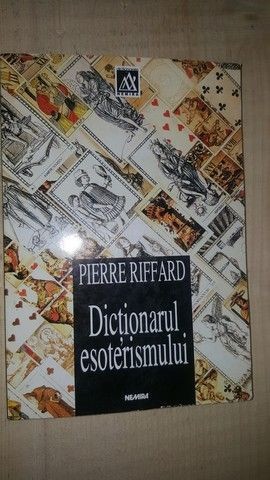 PIERRE RIFFARD
Dicționarul
esoterismului
NEMIRA